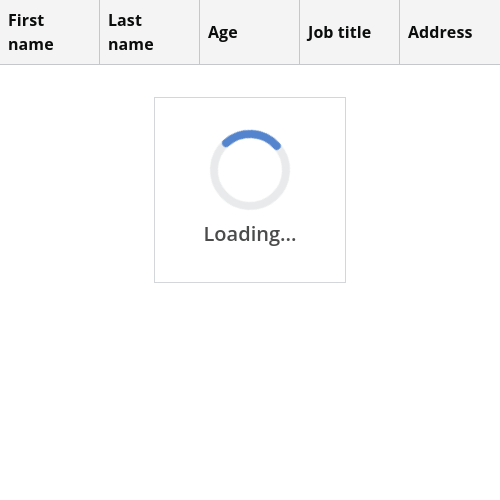 First name
Last name
Age
Job title
Address
Loading...